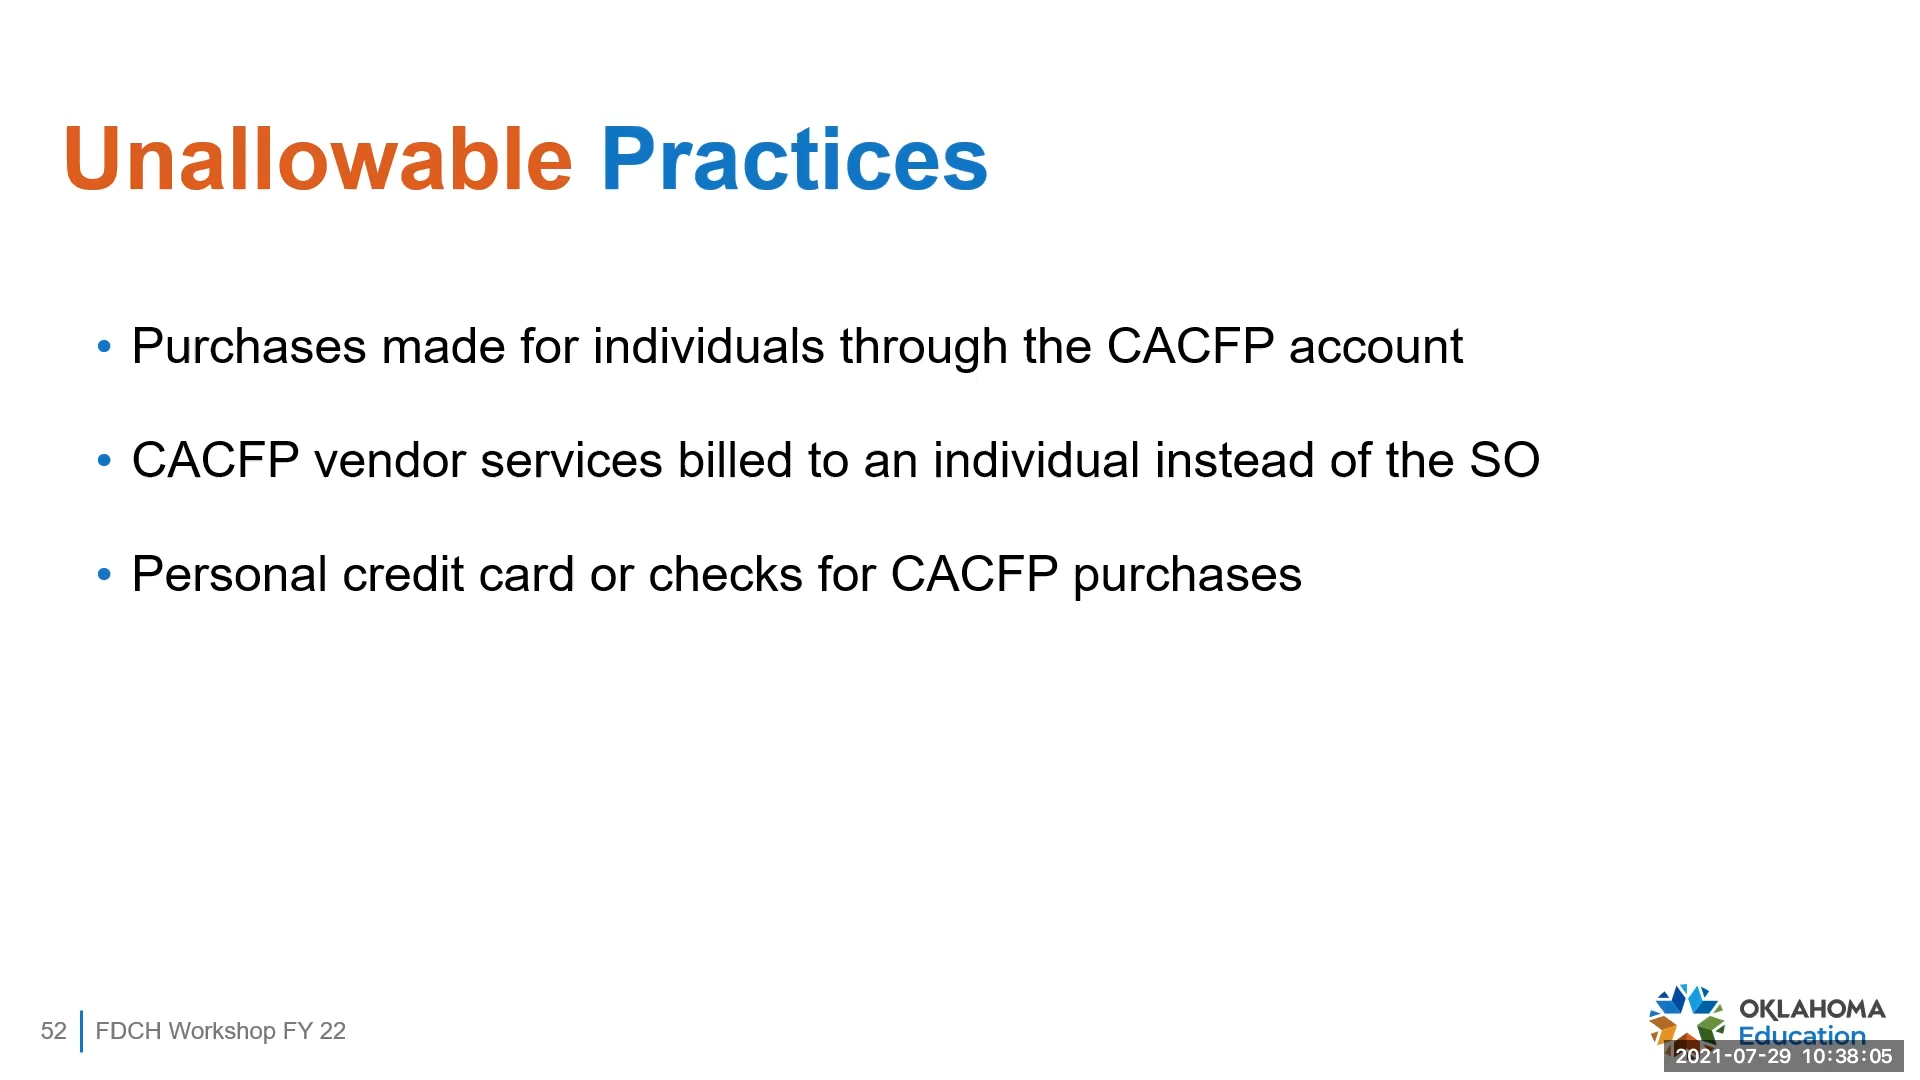 Unallowable Practices
• Purchases made for individuals through the CACFP account
• CACFP vendor services billed to an individual instead of the SO
• Personal credit card or checks for CACFP purchases
52 FDCH Workshop FY 22
OKLAHOMA
Education
2021-07-29 10:38:05